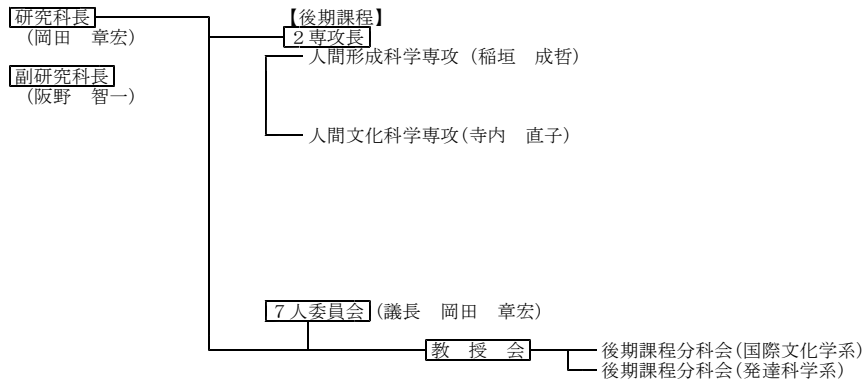 研究科長
(岡田　章宏)
副研究科長
(阪野　智一)
【後期課程】
２専攻長
人間形成科学専攻 (稲垣　成哲)
人間文化科学専攻(寺内　直子)
７人委員会 (議長　岡田　章宏)
教　授　会
後期課程分科会(国際文化学系)
後期課程分科会(発達科学系)